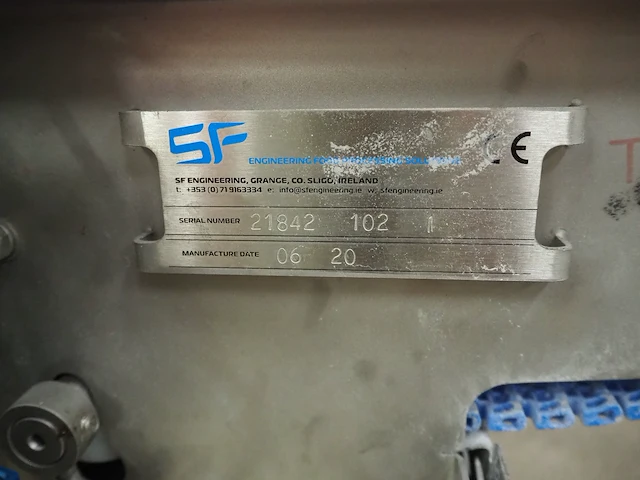 SF
ENGINEERING
CE
SF ENGINEERING, GRANGE, CO. SLIGO, IRELAND
t: +353 (0) 71 9163334 e: info@sfengineering.ie w: sfengineering.ie
SERIAL NUMBER 21842 102 1
MANUFACTURE DATE 06 20
T